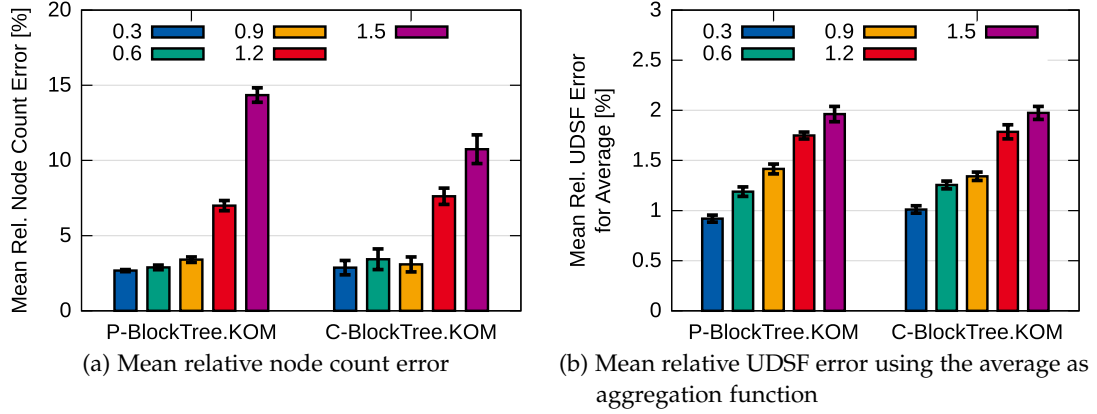 Mean Rel. Node Count Error [%]
20
15
10
5
0
0.3
0.6
0.9
1.2
1.5
P-BlockTree.KOM
C-BlockTree.KOM
(a) Mean relative node count error
Mean Rel. UDSF Error
for Average [%]
3
2.5
2
1.5
1
0.5
0
0.3
0.6
0.9
1.2
1.5
P-BlockTree.KOM
C-BlockTree.KOM
(b) Mean relative UDSF error using the average as
aggregation function